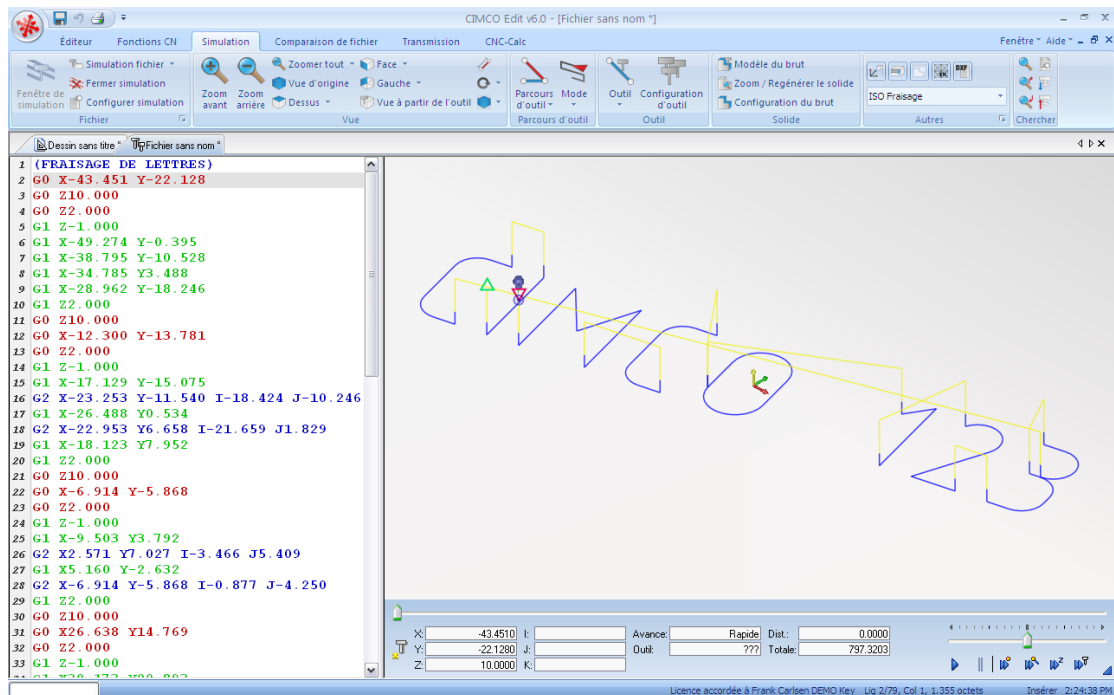 CIMCO Edit v6.0 - [Fichier sans nom *]
Éditeur Fonctions CN Simulation Comparaison de fichier Transmission CNC-Calc Fenêtre Aide
Fenêtre de simulation
Simulation fichier
Fermer simulation
Configurer simulation
Fichier
Zoom avant
Zoom arrière
Zoomer tout
Vue d'origine
Dessus
Face
Gauche
Vue à partir de l'outil
Vue
Parcours d'outil
Mode
Parcours d'outil
Outil
Configuration d'outil
Outil
Modèle du brut
Zoom / Regénérer le solide
Configuration du brut
Solide
DXF
ISO Fraisage
Autres
Chercher
Dessin sans titre × Fichier sans nom *
1 (FRAISAGE DE LETTRES)
2 G0 X-43.451 Y-22.128
3 G0 Z10.000
4 G0 Z2.000
5 G1 Z-1.000
6 G1 X-49.274 Y-0.395
7 G1 X-38.795 Y-10.528
8 G1 X-34.785 Y3.488
9 G1 X-28.962 Y-18.246
10 G1 Z2.000
11 G0 Z10.000
12 G0 X-12.300 Y-13.781
13 G0 Z2.000
14 G1 Z-1.000
15 G1 X-17.129 Y-15.075
16 G2 X-23.253 Y-11.540 I-18.424 J-10.246
17 G1 X-26.488 Y0.534
18 G2 X-22.953 Y6.658 I-21.659 J1.829
19 G1 X-18.123 Y7.952
20 G1 Z2.000
21 G0 Z10.000
22 G0 X-6.914 Y-5.868
23 G0 Z2.000
24 G1 Z-1.000
25 G1 X-9.503 Y3.792
26 G2 X2.571 Y7.027 I-3.466 J5.409
27 G1 X5.160 Y-2.632
28 G2 X-6.914 Y-5.868 I-0.877 J-4.250
29 G1 Z2.000
30 G0 Z10.000
31 G0 X26.638 Y14.769
32 G0 Z2.000
33 G1 Z-1.000
X: -43.4510 I: Avance: Rapide Dist.: 0.0000
Y: -22.1280 J: Outil: ??? Totale: 797.3203
Z: 10.0000 K:
Licence accordée à Frank Carlsen DEMO Key Lig 2/79, Col 1, 1.355 octets Insérer 2:24:38 PM